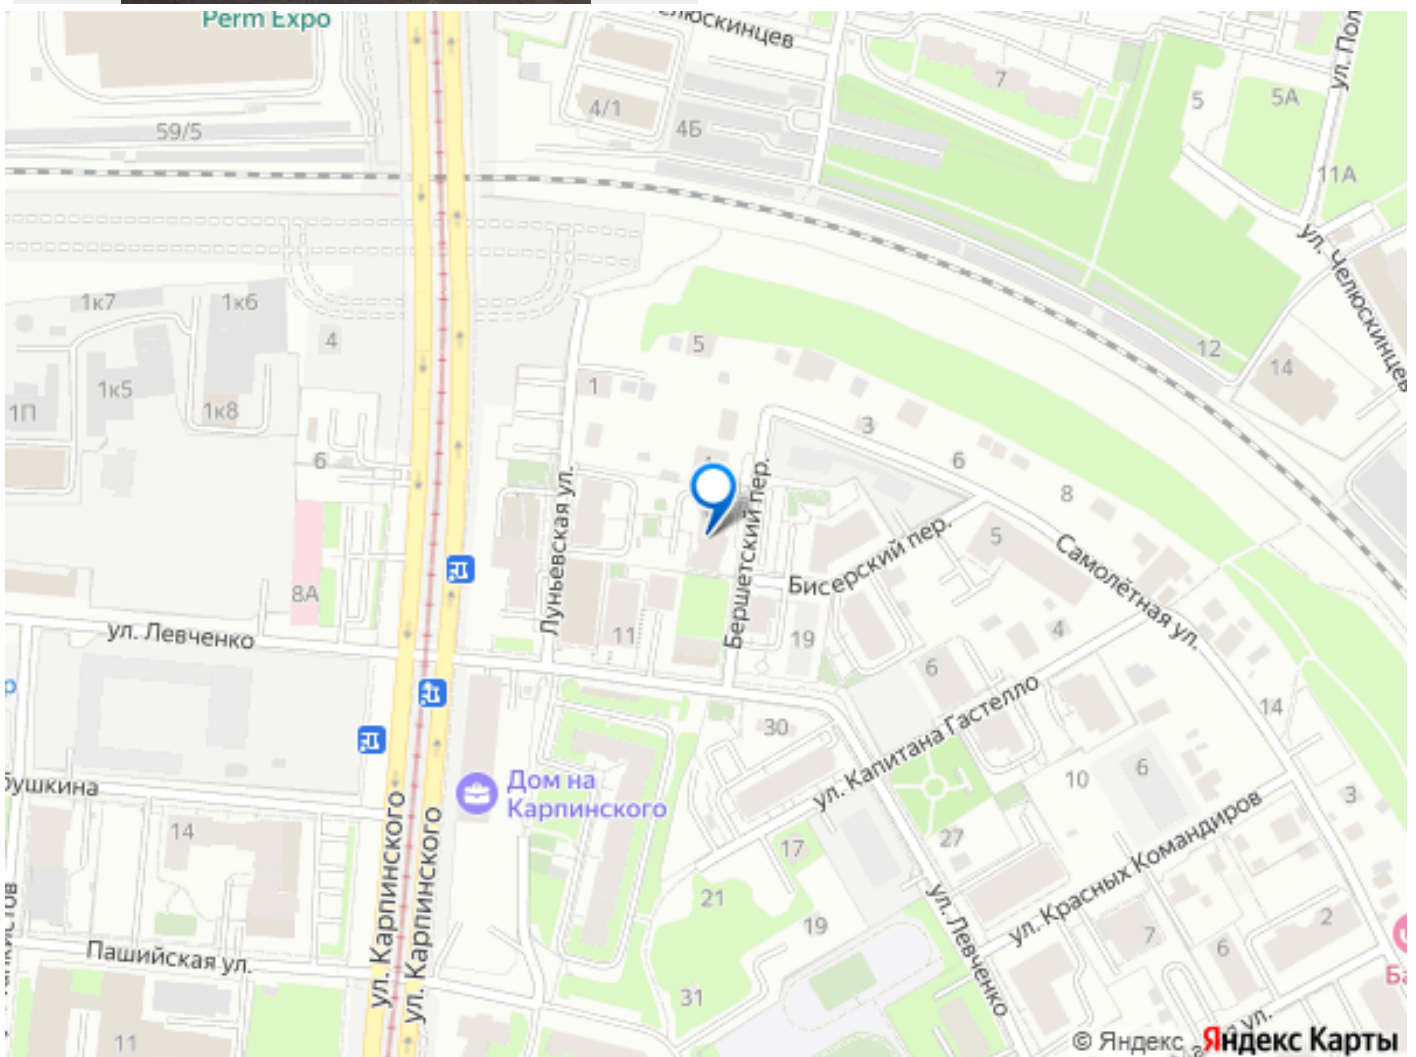 Perm Expo
елюскинцев
ул. Пол
7
5
5А
4/1
4Б
59/5
11А
ул. Челюскинцев
1к7
1к6
4
5
12
14
1к5
1
1П
1к8
3
6
6
8
Луньевская ул.
Бершетский пер.
Бисерский пер.
5
Самолётная ул.
8А
ул. Левченко
11
19
4
6
14
30
ул. Капитана Гастелло
Дом на
Карпинского
бушкина
10
6
3
14
17
27
ул. Карпинского
ул. Карпинского
21
ул. Красных Командиров
19
ул. Левченко
2
7
6
Пашийская ул.
31
Ба
11
© Яндекс Яндекс Карты